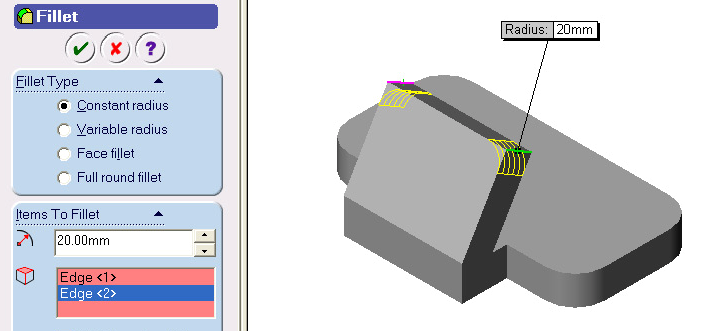 Fillet
?
Fillet Type
Constant radius
Variable radius
Face fillet
Full round fillet
Items To Fillet
20.00mm
Edge <1>
Edge <2>
Radius: 20mm